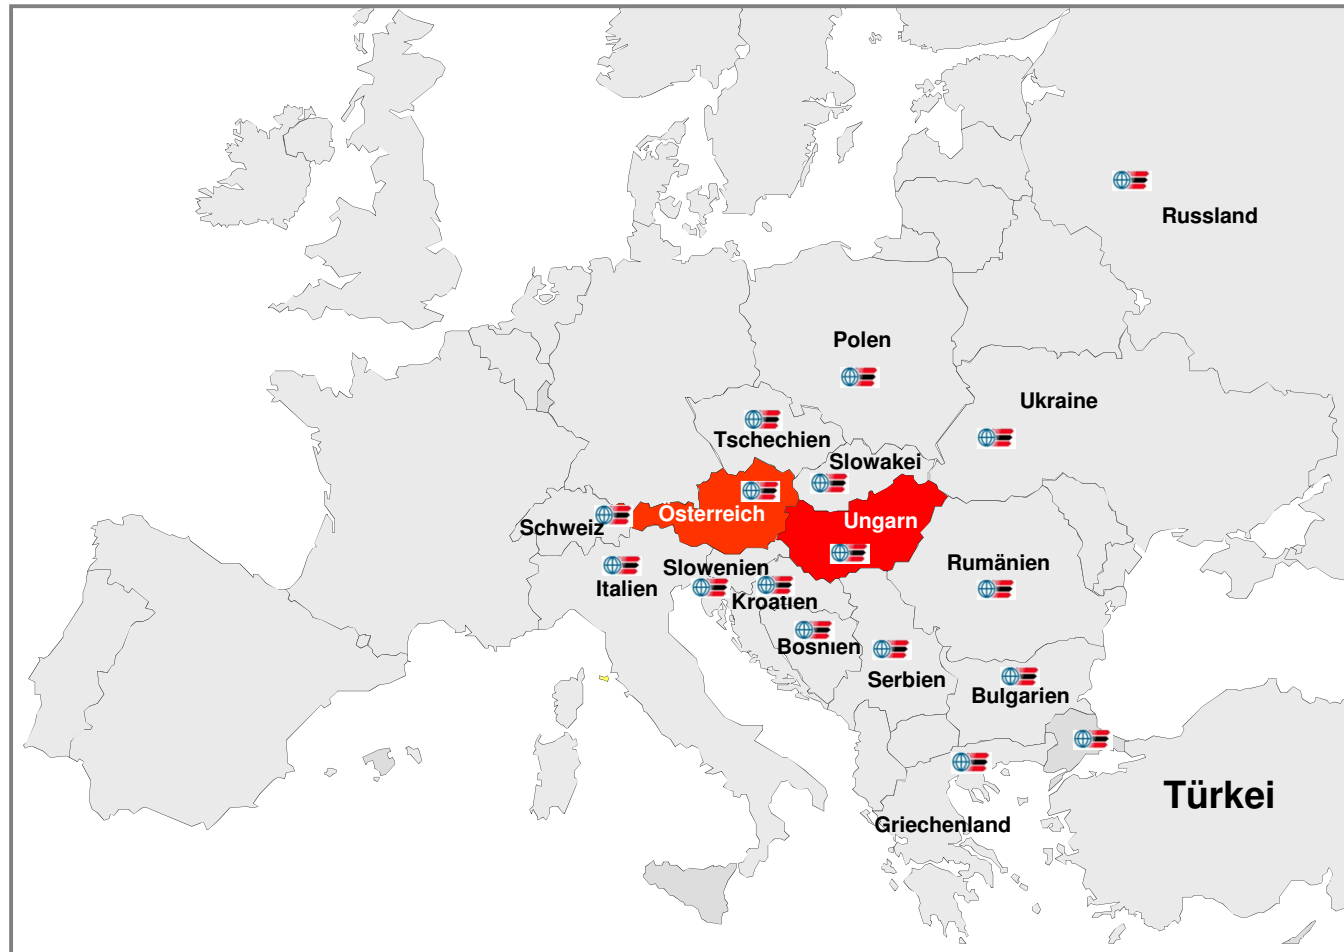 Russland
Polen
Ukraine
Tschechien
Slowakei
Österreich
Ungarn
Schweiz
Slowenien
Rumänien
Italien
Kroatien
Bosnien
Serbien
Bulgarien
Türkei
Griechenland